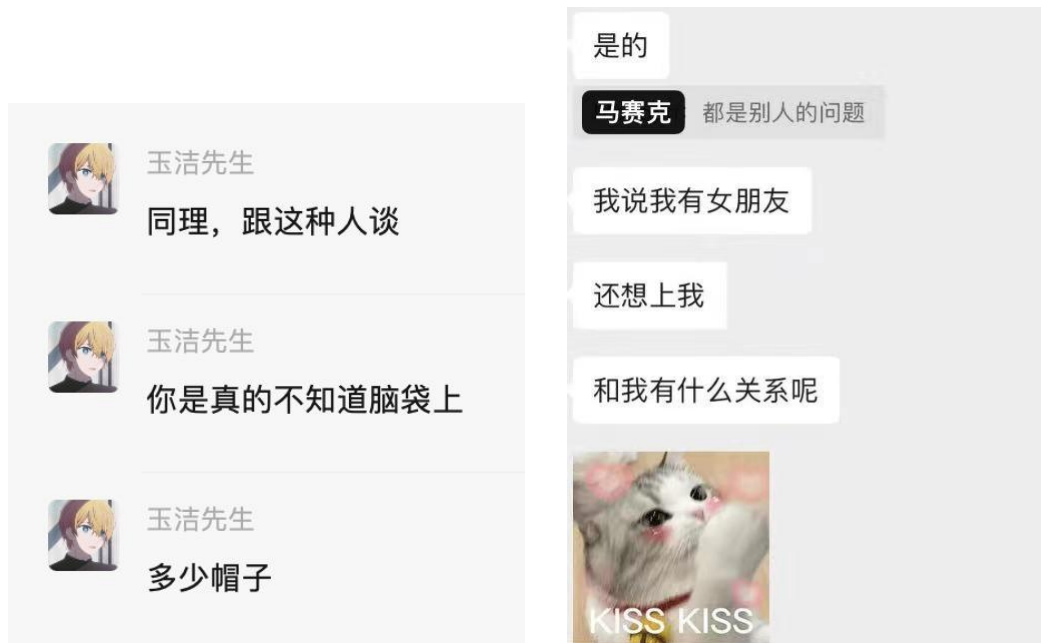 玉洁先生
同理，跟这种人谈
玉洁先生
你是真的不知道脑袋上
玉洁先生
多少帽子
是的
马赛克 都是别人的问题
我说我有女朋友
还想上我
和我有什么关系呢
KISS KISS